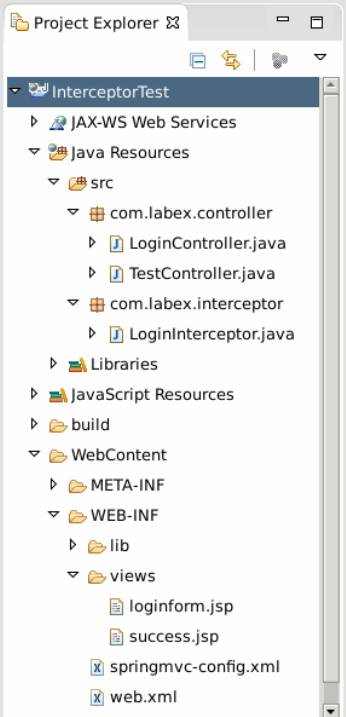 Project Explorer
InterceptorTest
JAX-WS Web Services
Java Resources
src
com.labex.controller
LoginController.java
TestController.java
com.labex.interceptor
LoginInterceptor.java
Libraries
JavaScript Resources
build
WebContent
META-INF
WEB-INF
lib
views
loginform.jsp
success.jsp
springmvc-config.xml
web.xml